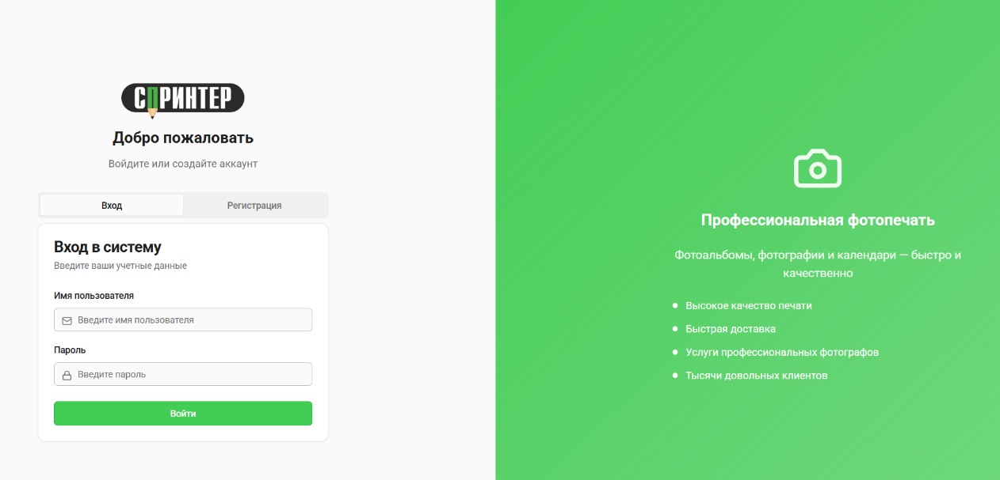 СПРИНТЕР
Добро пожаловать
Войдите или создайте аккаунт
Вход
Регистрация
Вход в систему
Введите ваши учетные данные
Имя пользователя
Введите имя пользователя
Пароль
Введите пароль
Войти
Профессиональная фотопечать
Фотоальбомы, фотографии и календари — быстро и
качественно
Высокое качество печати
Быстрая доставка
Услуги профессиональных фотографов
Тысячи довольных клиентов